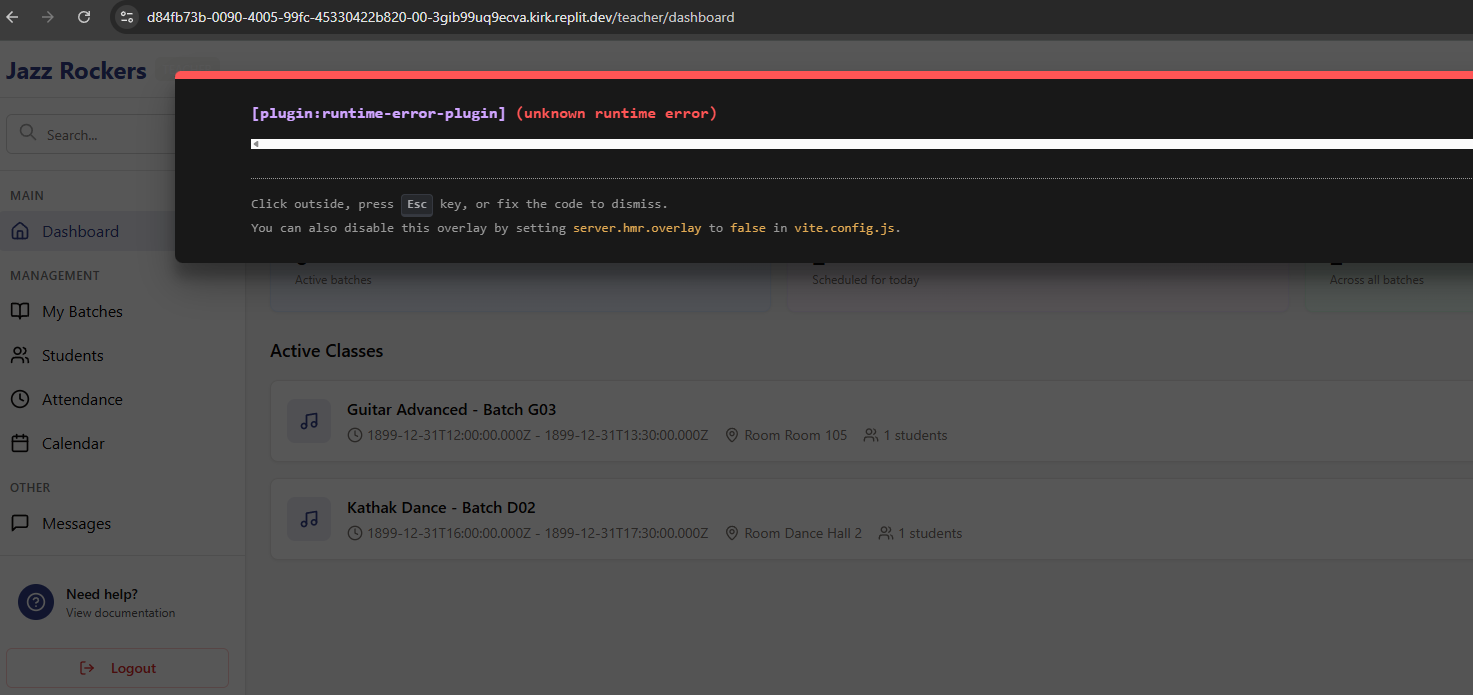 d84fb73b-0090-4005-99fc-45330422b820-00-3gib99uq9ecva.kirk.replit.dev/teacher/dashboard
Jazz Rockers
[plugin:runtime-error-plugin] (unknown runtime error)
Search...
MAIN
Click outside, press Esc key, or fix the code to dismiss.
Dashboard
You can also disable this overlay by setting server.hmr.overlay to false in vite.config.js.
MANAGEMENT
Active batches
Scheduled for today
Across all batches
My Batches
Students
Attendance
Calendar
OTHER
Messages
Active Classes
Guitar Advanced - Batch G03
1899-12-31T12:00:00.000Z - 1899-12-31T13:30:00.000Z Room Room 105 1 students
Kathak Dance - Batch D02
1899-12-31T16:00:00.000Z - 1899-12-31T17:30:00.000Z Room Dance Hall 2 1 students
Need help?
View documentation
Logout